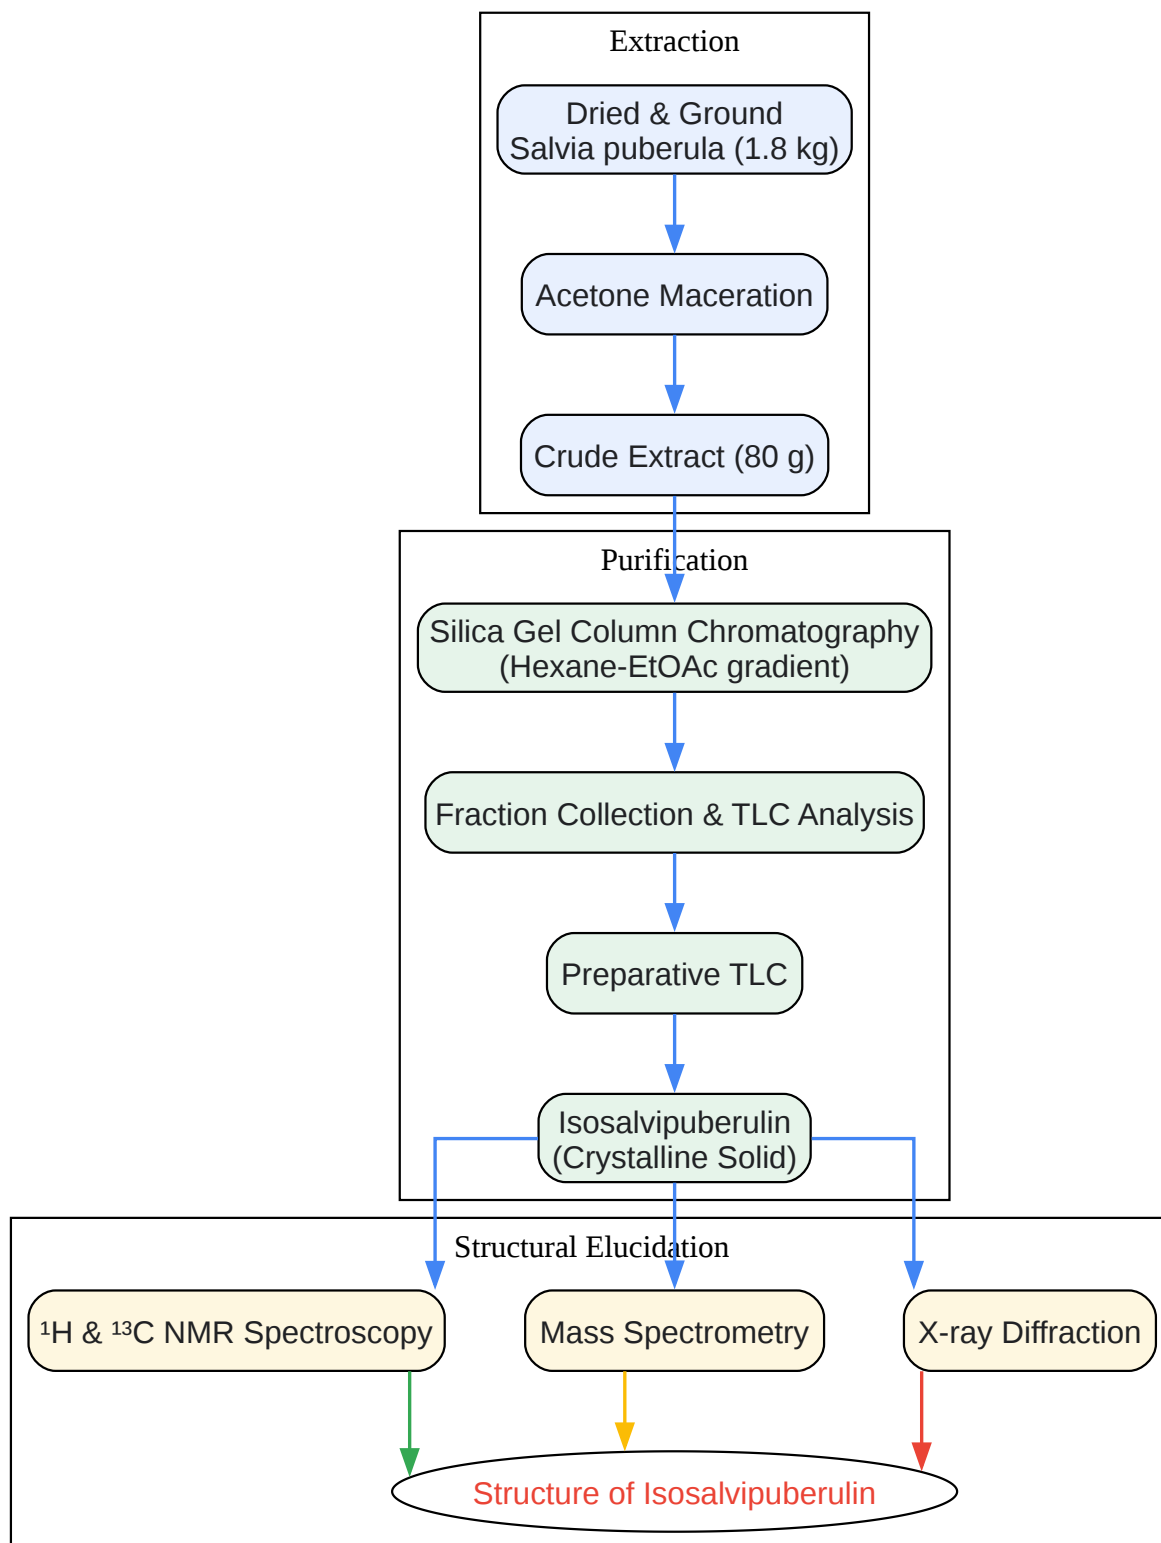 Extraction
Dried & Ground
Salvia puberula (1.8 kg)
Acetone Maceration
Crude Extract (80 g)
Purification
Silica Gel Column Chromatography
(Hexane-EtOAc gradient)
Fraction Collection & TLC Analysis
Preparative TLC
Isosalvipuberulin
(Crystalline Solid)
Structural Elucidation
¹H & ¹³C NMR Spectroscopy
Mass Spectrometry
X-ray Diffraction
Structure of Isosalvipuberulin